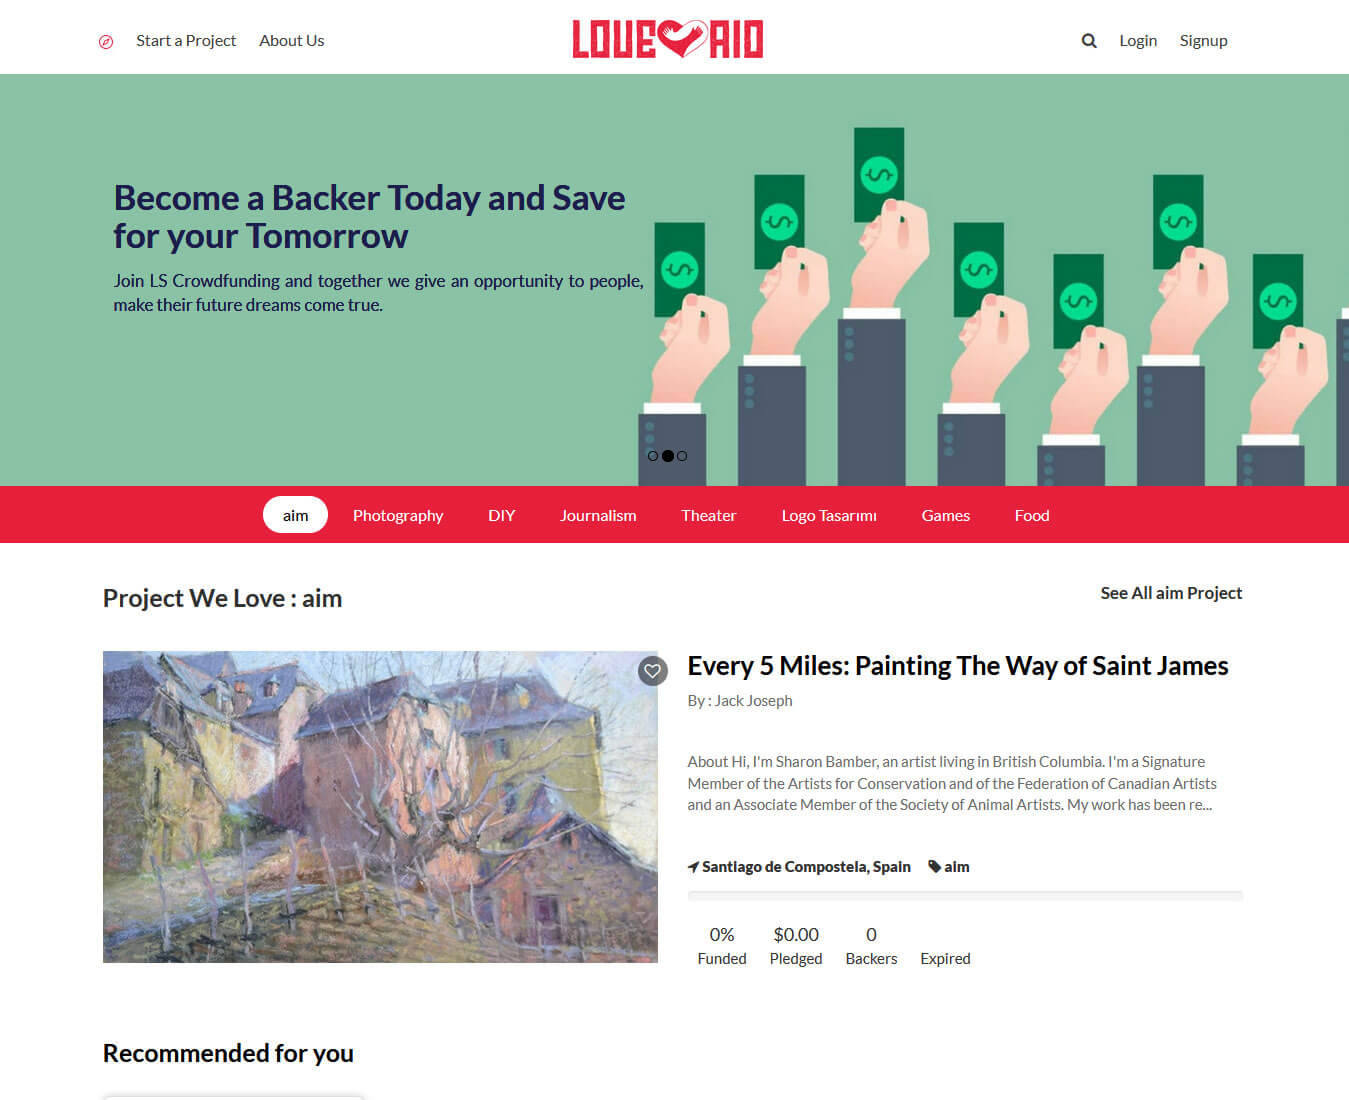 Start a Project About Us LOVE AID Login Signup
Become a Backer Today and Save
for your Tomorrow
Join LS Crowdfunding and together we give an opportunity to people,
make their future dreams come true.
aim Photography DIY Journalism Theater Logo Tasarımı Games Food
Project We Love : aim See All aim Project
Every 5 Miles: Painting The Way of Saint James
By : Jack Joseph
About Hi, I'm Sharon Bamber, an artist living in British Columbia. I'm a Signature
Member of the Artists for Conservation and of the Federation of Canadian Artists
and an Associate Member of the Society of Animal Artists. My work has been re...
Santiago de Compostela, Spain aim
0% $0.00 0
Funded Pledged Backers Expired
Recommended for you